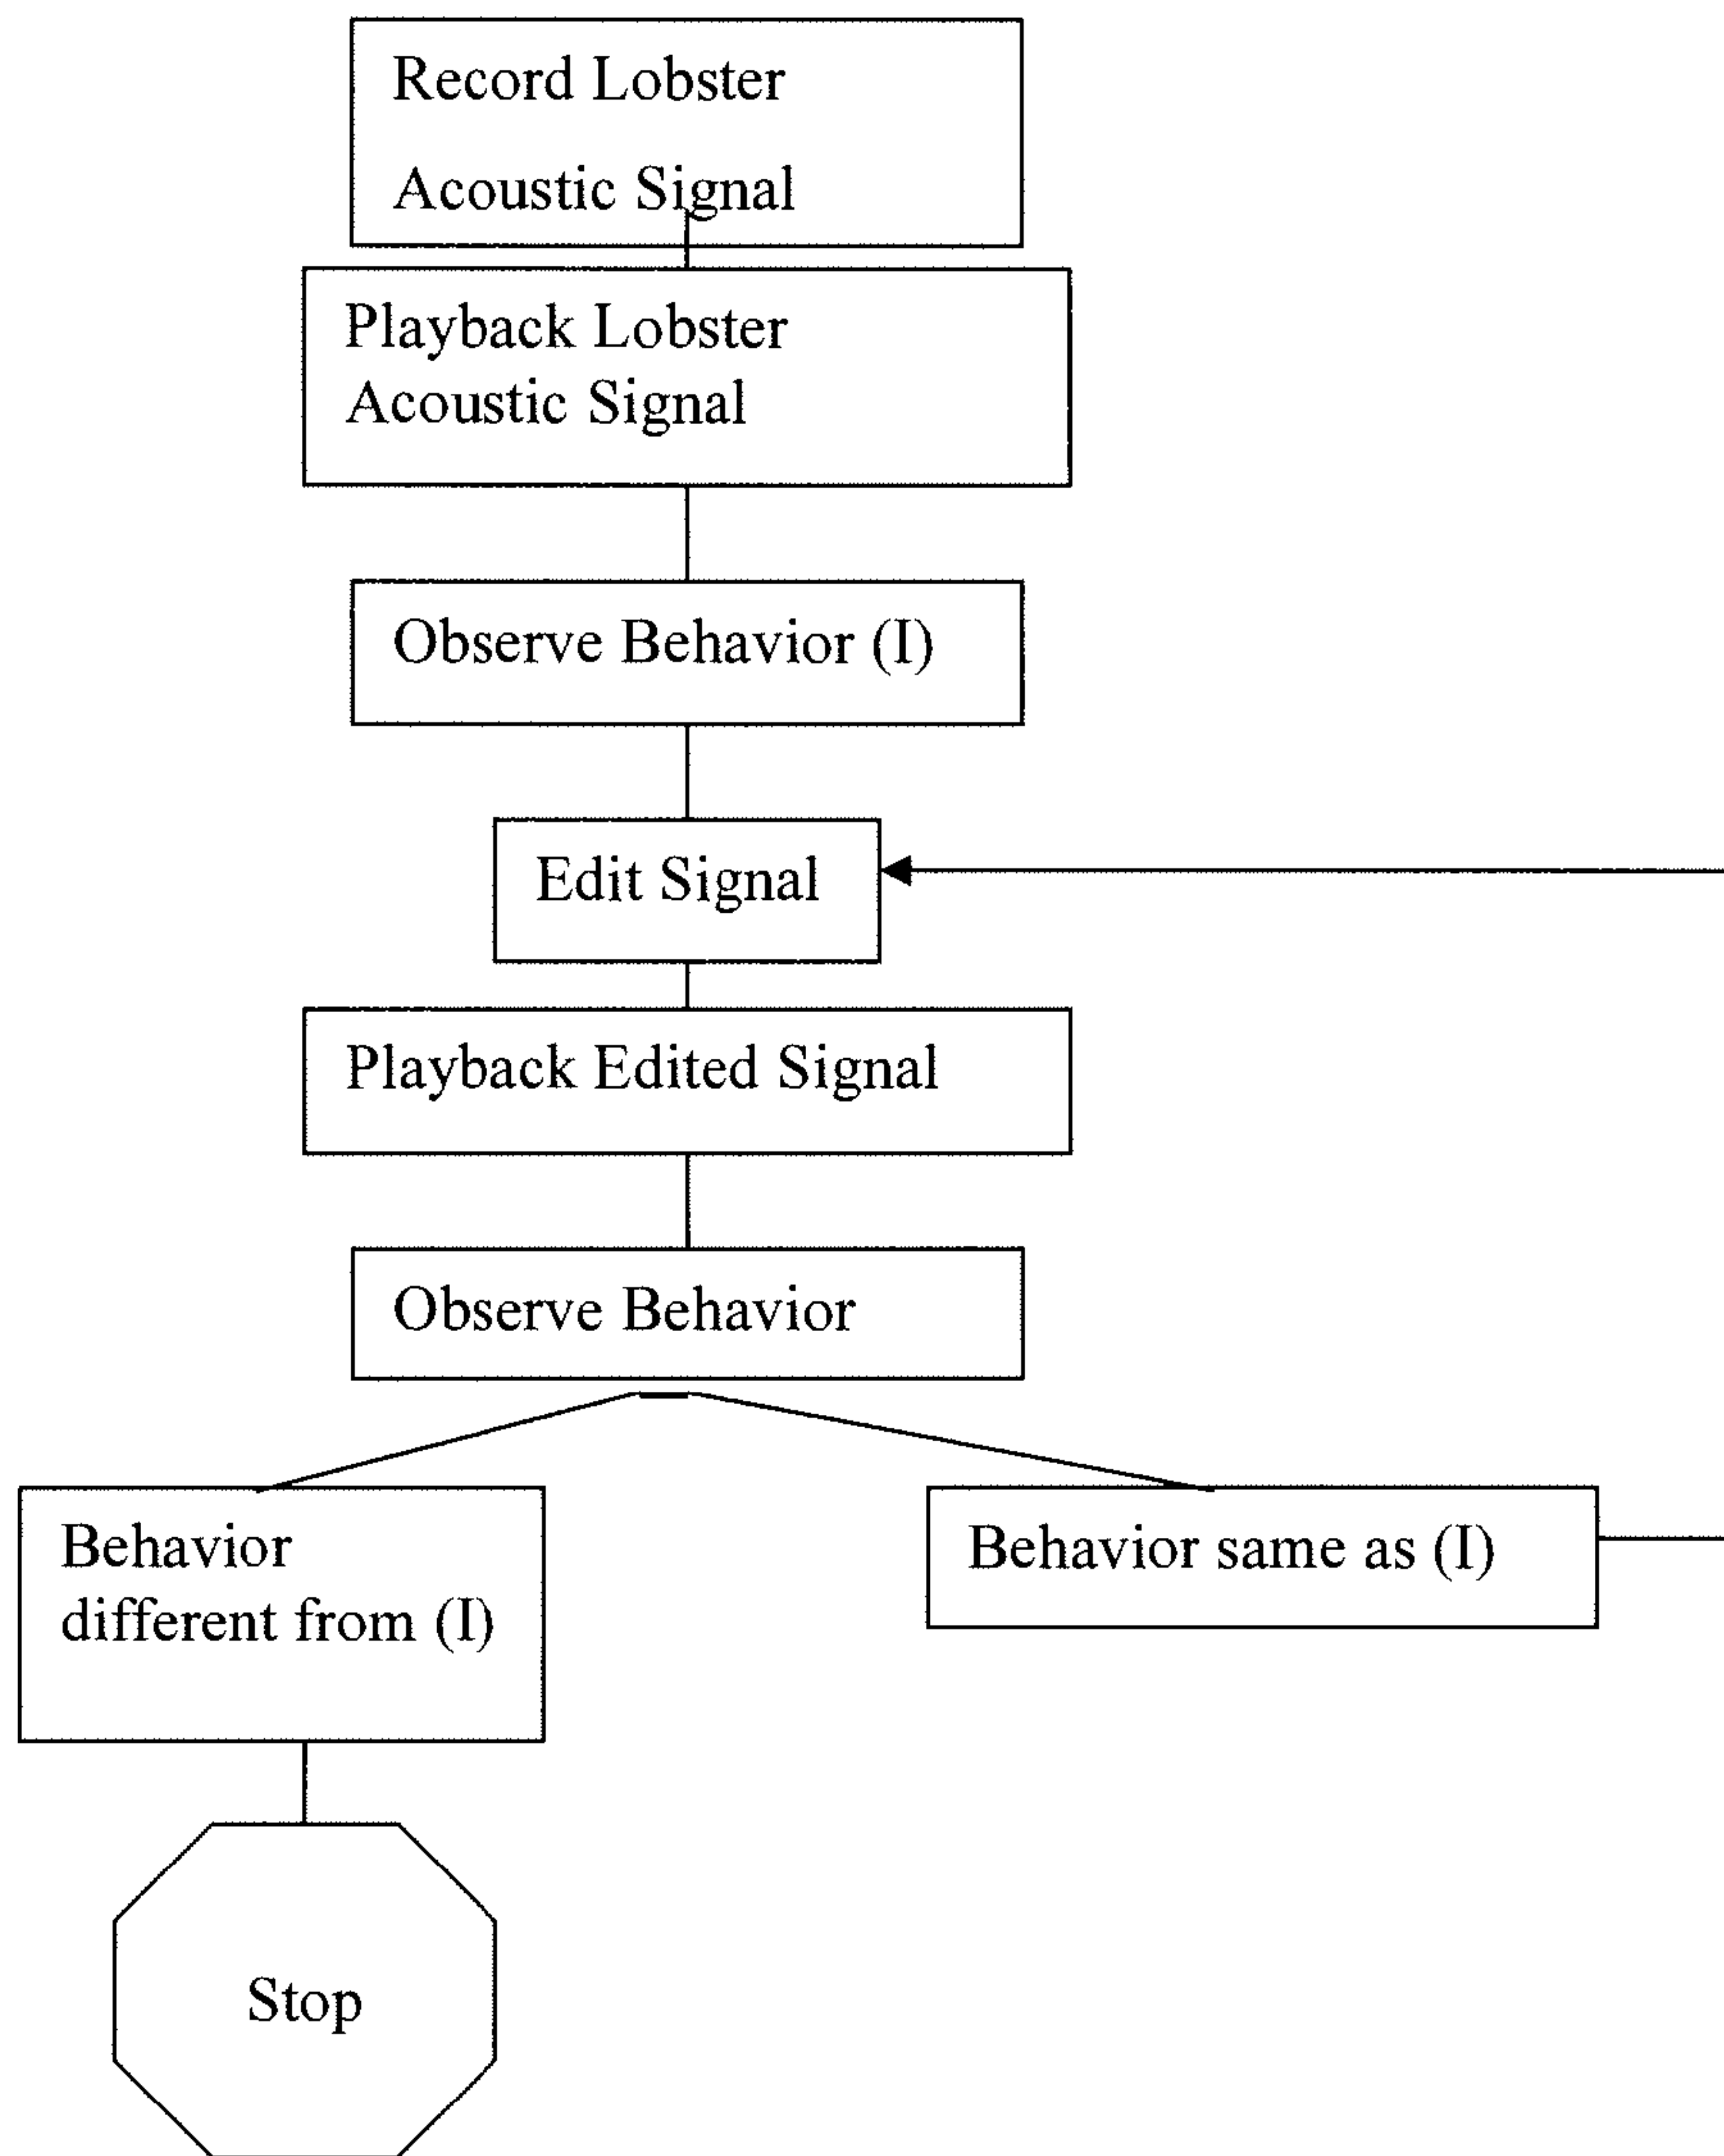 Record Lobster
Acoustic Signal
Playback Lobster
Acoustic Signal
Observe Behavior (I)
Edit Signal
Playback Edited Signal
Observe Behavior
Behavior
different from (I)
Behavior same as (I)
Stop